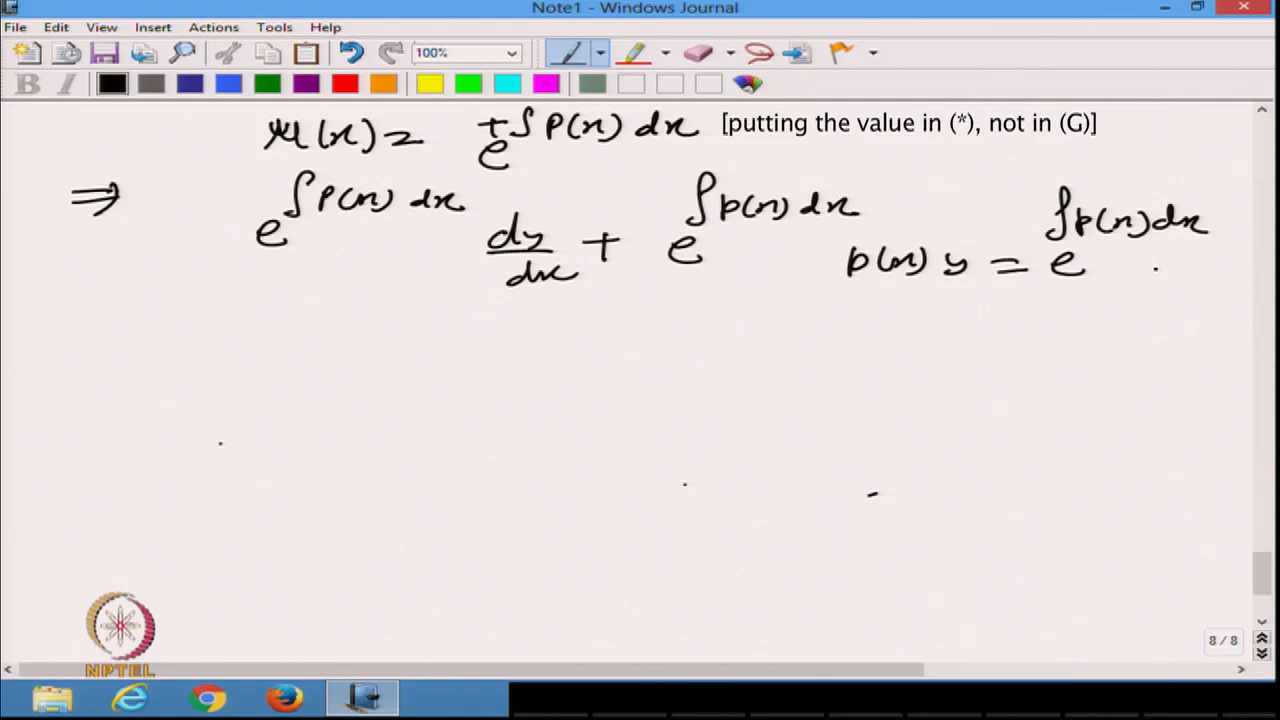 Note1 - Windows Journal
File Edit View Insert Actions Tools Help
100%
μ(x) = e^{+∫P(x) dx} [putting the value in (*), not in (G)]
⇒ e^{∫P(x) dx} dy/dx + e^{∫p(x) dx} p(x) y = e^{∫p(x) dx} .
8 / 8
NPTEL